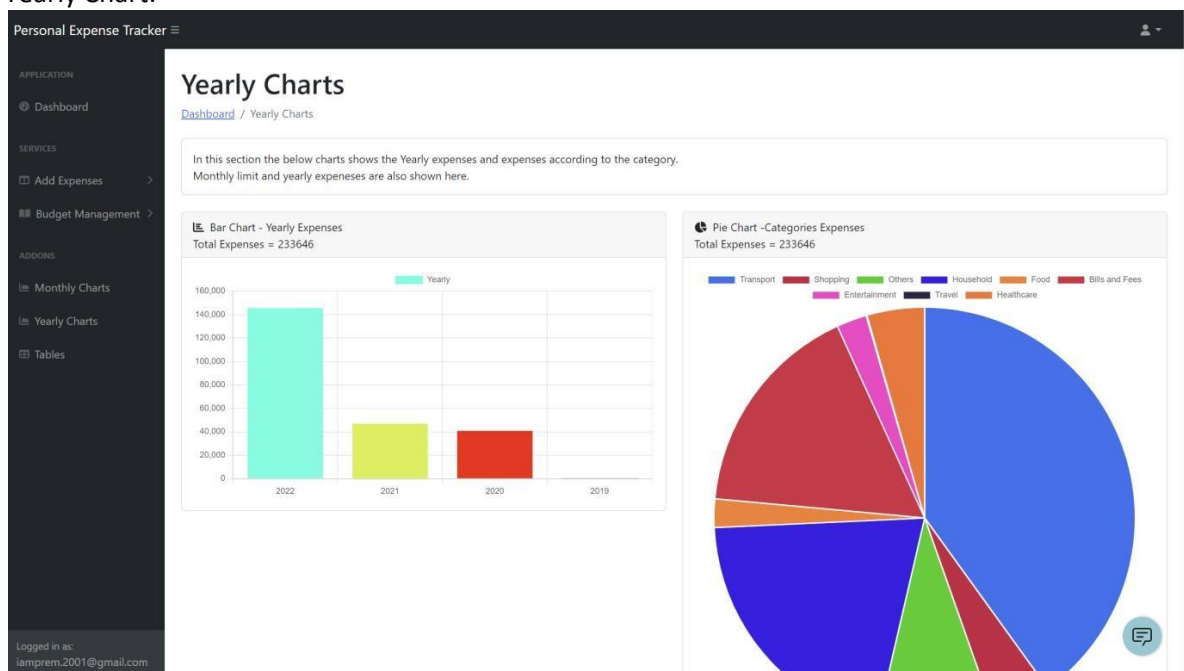 Yearly Chart:
Personal Expense Tracker
APPLICATION
Dashboard
SERVICES
Add Expenses
Budget Management
ADDONS
Monthly Charts
Yearly Charts
Tables
Logged in as:
iamprem.2001@gmail.com
Yearly Charts
Dashboard / Yearly Charts
In this section the below charts shows the Yearly expenses and expenses according to the category.
Monthly limit and yearly expeneses are also shown here.
Bar Chart - Yearly Expenses
Total Expenses = 233646
Yearly
160,000
140,000
120,000
100,000
80,000
60,000
40,000
20,000
0
2022 2021 2020 2019
Pie Chart -Categories Expenses
Total Expenses = 233646
Transport Shopping Others Household Food Bills and Fees
Entertainment Travel Healthcare